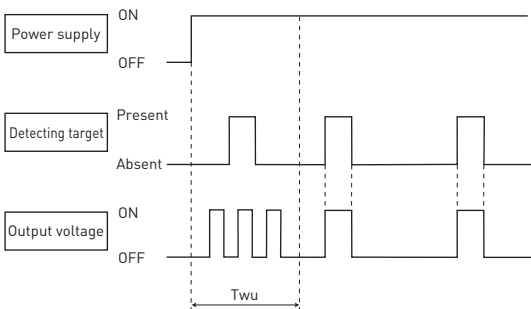 ON
Power supply
OFF
Present
Detecting target
Absent
ON
Output voltage
OFF
Twu